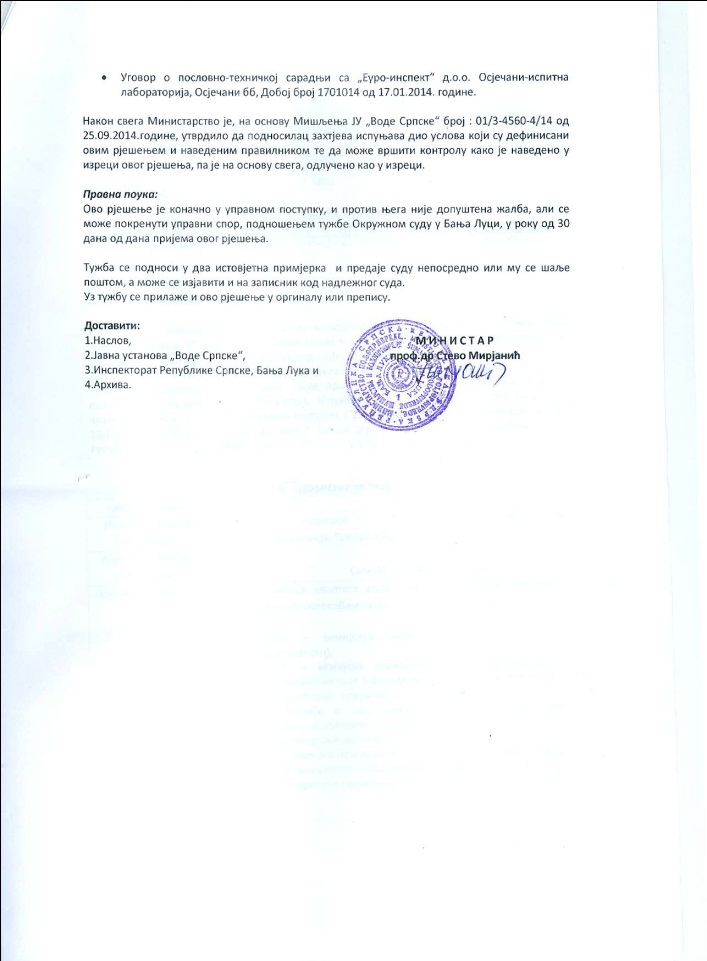 • Уговор о пословно-техничкој сарадњи са „Еуро-инспект“ д.о.о. Осјечани-испитна
лабораторија, Осјечани бб, Добој број 1701014 од 17.01.2014. године.
Након свега Министарство је, на основу Мишљења ЈУ „Воде Српске“ број : 01/3-4560-4/14 од
25.09.2014.године, утврдило да подносилац захтјева испуњава дио услова који су дефинисани
овим рјешењем и наведеним правилником те да може вршити контролу како је наведено у
изреци овог рјешења, па је на основу свега, одлучено као у изреци.
Правна поука:
Ово рјешење је коначно у управном поступку, и против њега није допуштена жалба, али се
може покренути управни спор, подношењем тужбе Окружном суду у Бања Луци, у року од 30
дана од дана пријема овог рјешења.
Тужба се подноси у два истовјетна примјерка и предаје суду непосредно или му се шаље
поштом, а може се изјавити и на записник код надлежног суда.
Уз тужбу се прилаже и ово рјешење у оргиналу или препису.
Доставити:
1.Наслов,
2.Јавна установа „Воде Српске“,
3.Инспекторат Републике Српске, Бања Лука и
4.Архива.
М И Н И С Т А Р
проф.др Стево Мирјанић